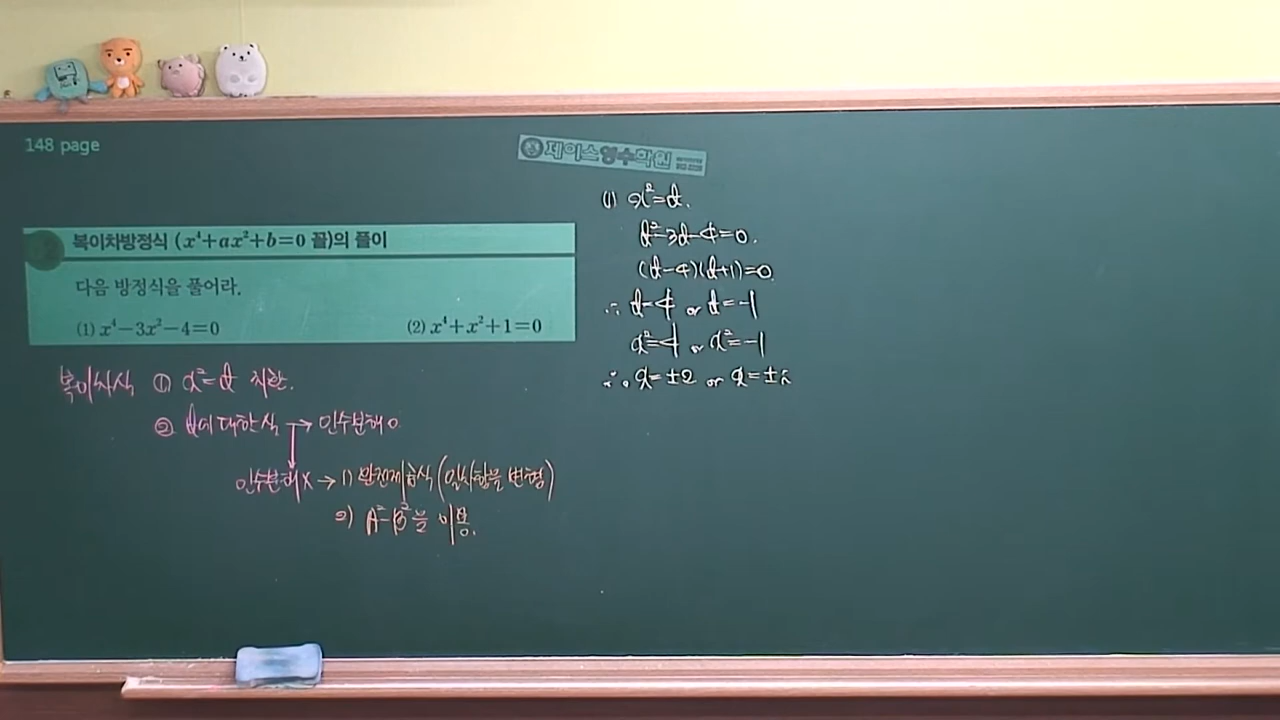 148 page
제이스영수학원
복이차방정식 (x⁴+ax²+b=0 꼴)의 풀이
다음 방정식을 풀어라.
(1) x⁴−3x²−4=0
(2) x⁴+x²+1=0
복이차식 ① x²=t 치환.
② t에 대한 식 → 인수분해 o
인수분해 x → 1) 완전제곱식 (일차항을 변형)
2) A²−B²을 이용.
(1) x²=t.
t²−3t−4=0.
(t−4)(t+1)=0
∴ t=4 or t=−1
x²=4 or x²=−1
∴ x=±2 or x=±i